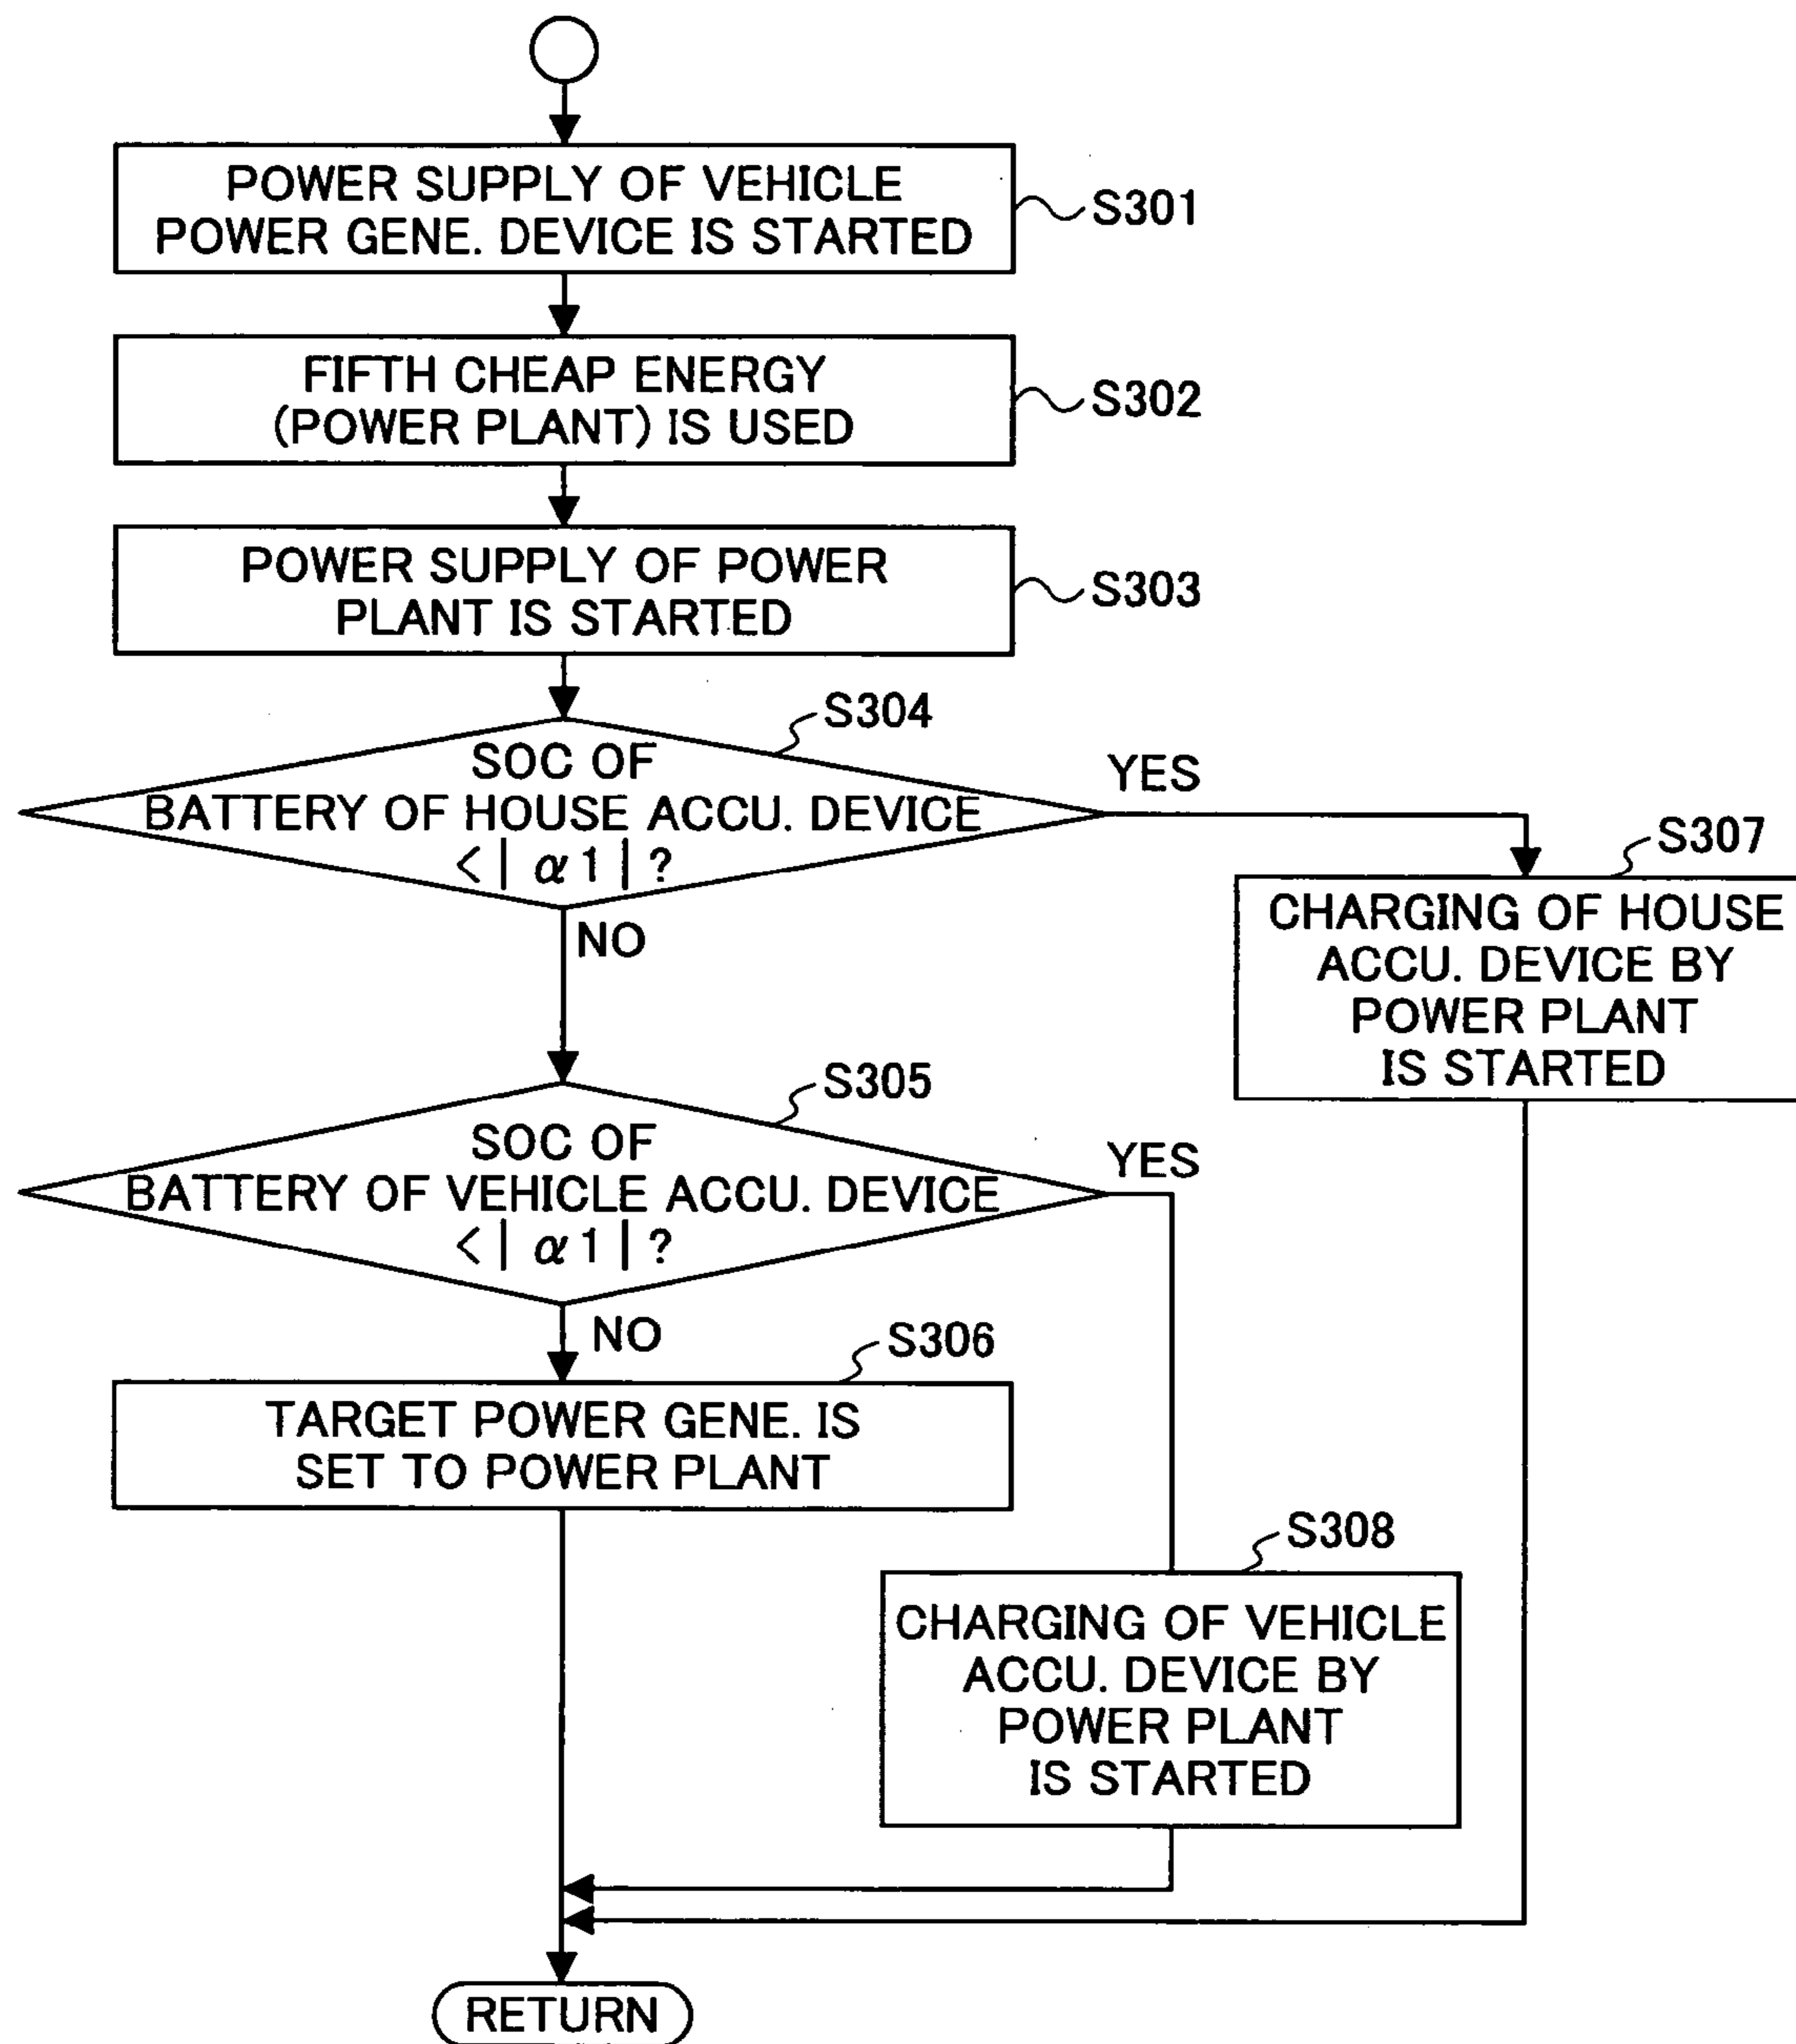 POWER SUPPLY OF VEHICLE
POWER GENE. DEVICE IS STARTED
S301
FIFTH CHEAP ENERGY
(POWER PLANT) IS USED
S302
POWER SUPPLY OF POWER
PLANT IS STARTED
S303
S304
SOC OF
BATTERY OF HOUSE ACCU. DEVICE
<| α1 | ?
YES
NO
S307
CHARGING OF HOUSE
ACCU. DEVICE BY
POWER PLANT
IS STARTED
S305
SOC OF
BATTERY OF VEHICLE ACCU. DEVICE
<| α1 | ?
YES
NO
S306
TARGET POWER GENE. IS
SET TO POWER PLANT
S308
CHARGING OF VEHICLE
ACCU. DEVICE BY
POWER PLANT
IS STARTED
RETURN